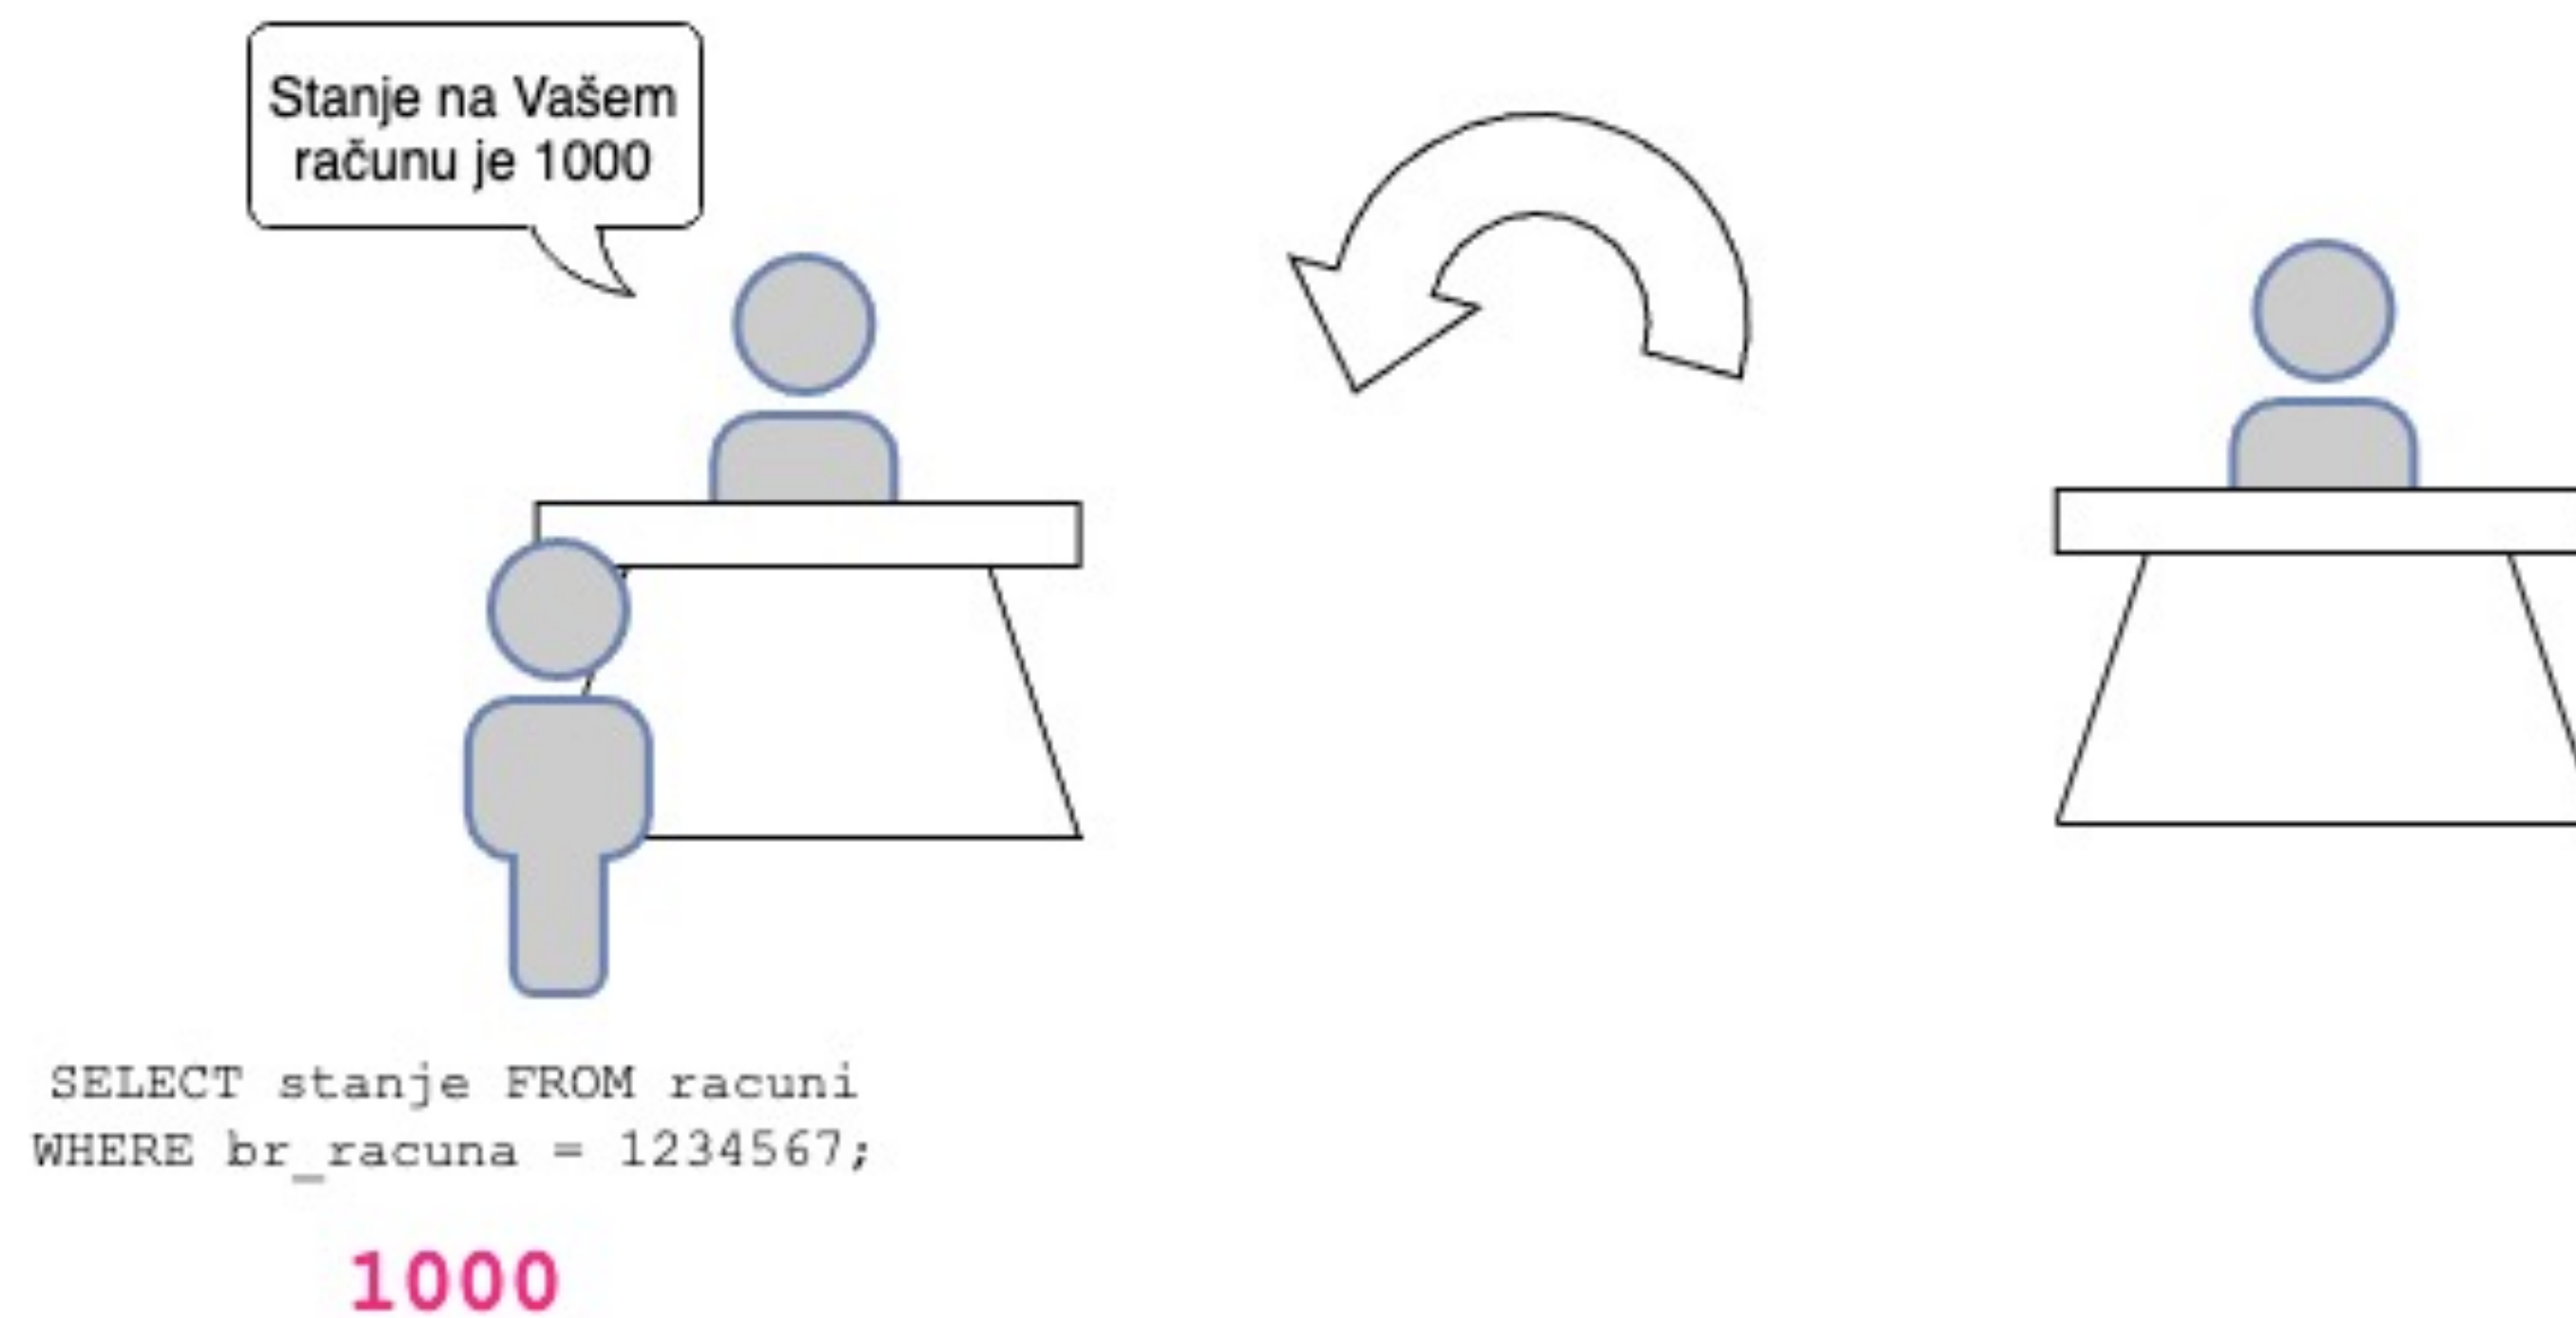 Stanje na Vašem
računu je 1000
SELECT stanje FROM racuni
WHERE br_racuna = 1234567;
1000